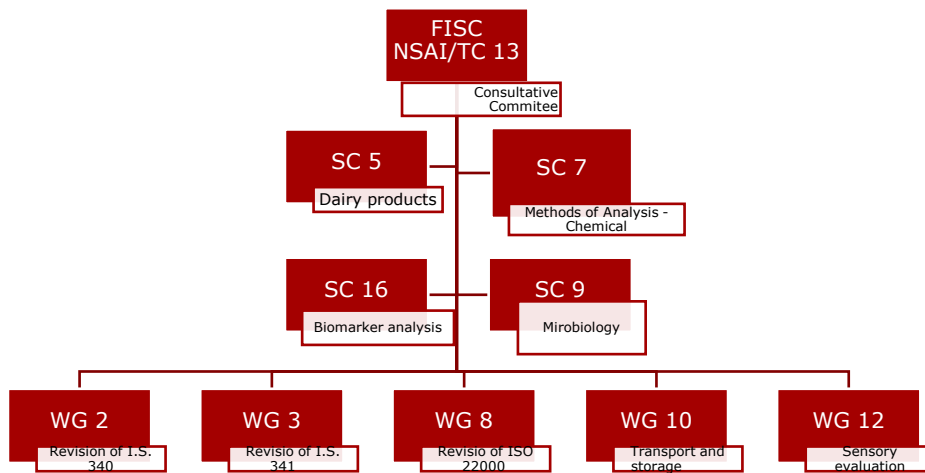 FISC
NSAI/TC 13
Consultative
Commitee
SC 5
Dairy products
SC 7
Methods of Analysis -
Chemical
SC 16
Biomarker analysis
SC 9
Mirobiology
WG 2
Revision of I.S.
340
WG 3
Revisio of I.S.
341
WG 8
Revisio of ISO
22000
WG 10
Transport and
storage
WG 12
Sensory
evaluation